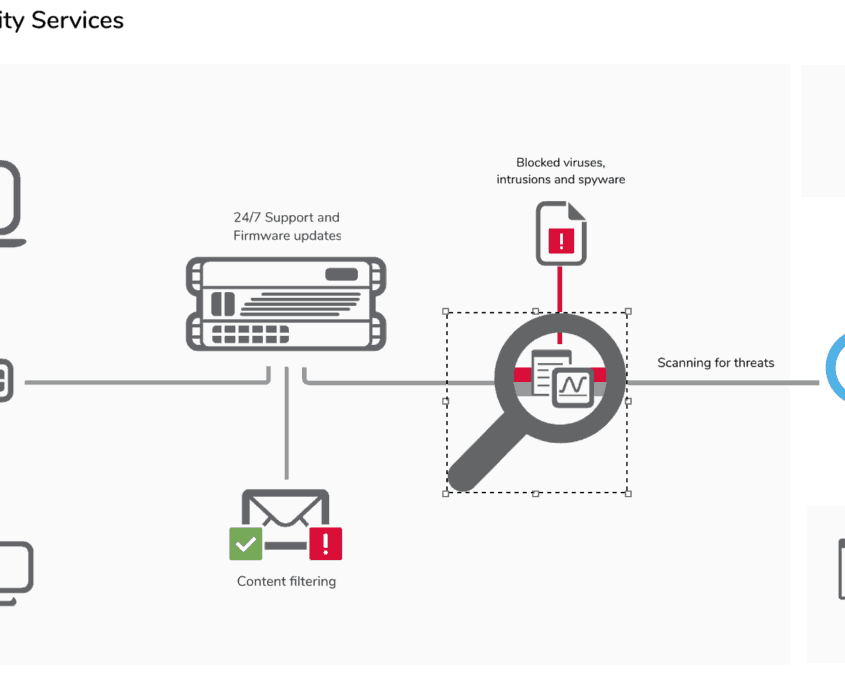 ity Services
Blocked viruses,
intrusions and spyware
24/7 Support and
Firmware updates
Scanning for threats
Content filtering